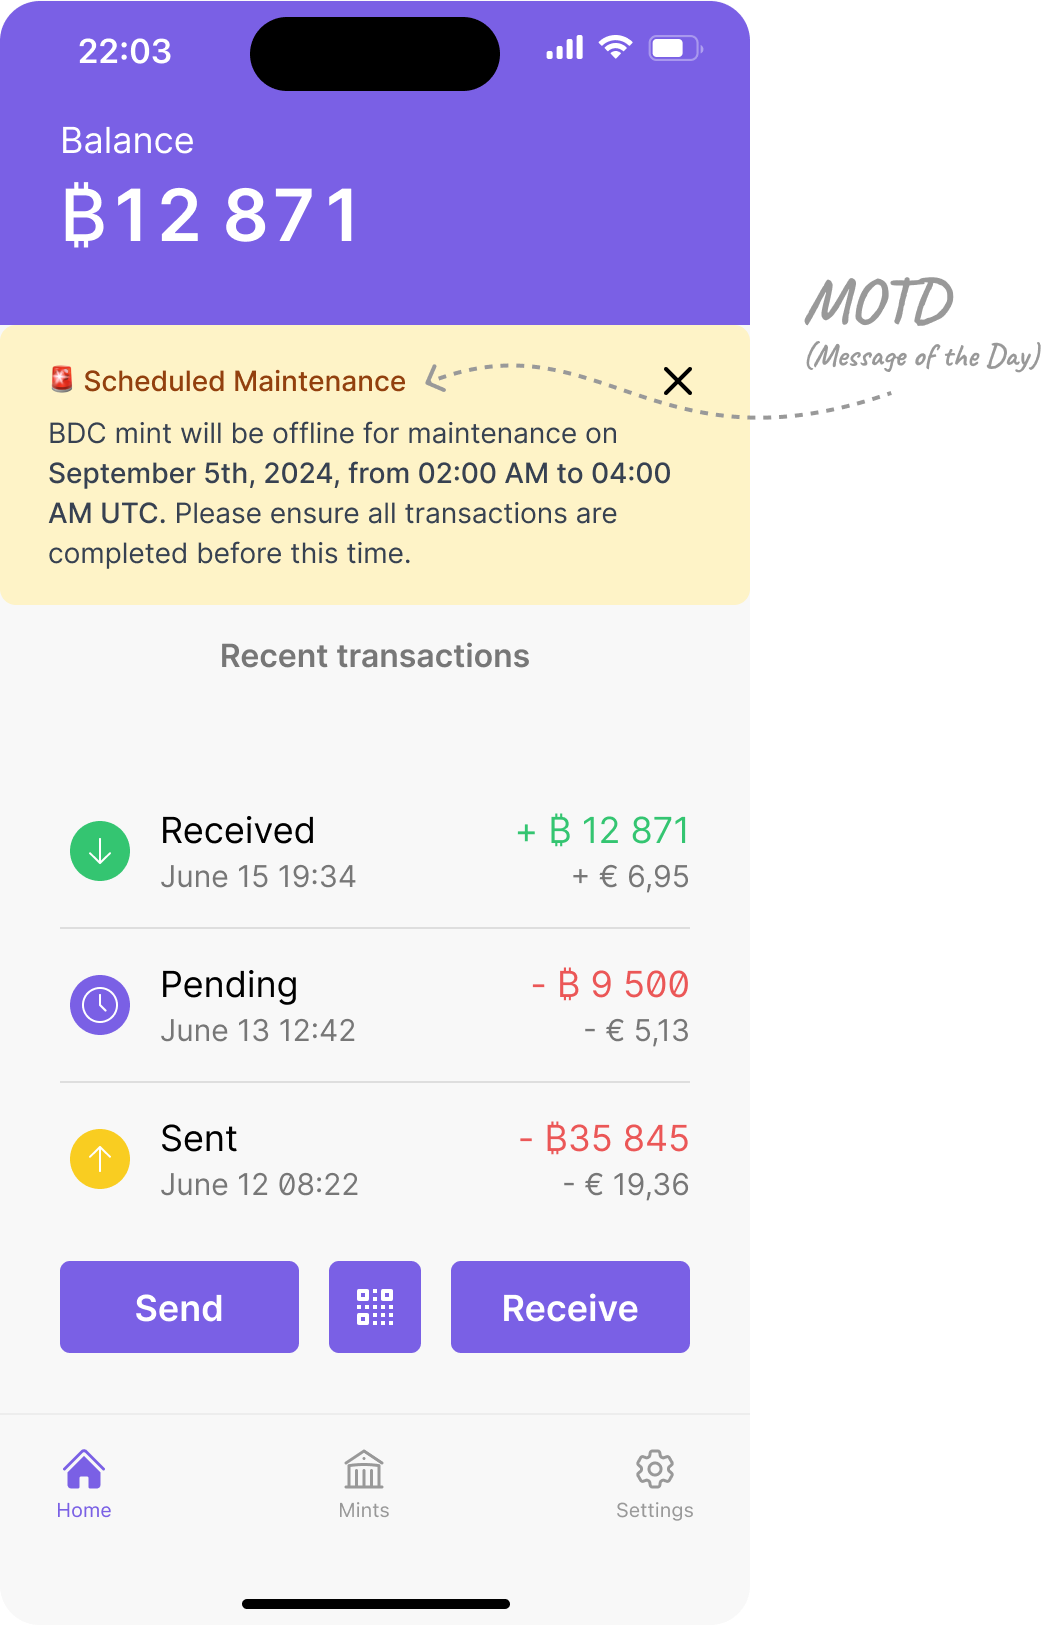 22:03
Balance
₿12 871
MOTD
(Message of the Day)
🚨 Scheduled Maintenance
BDC mint will be offline for maintenance on
September 5th, 2024, from 02:00 AM to 04:00
AM UTC. Please ensure all transactions are
completed before this time.
Recent transactions
Received
+ ₿ 12 871
June 15 19:34
+ € 6,95
Pending
- ₿ 9 500
June 13 12:42
- € 5,13
Sent
- ₿35 845
June 12 08:22
- € 19,36
Send
Receive
Home
Mints
Settings